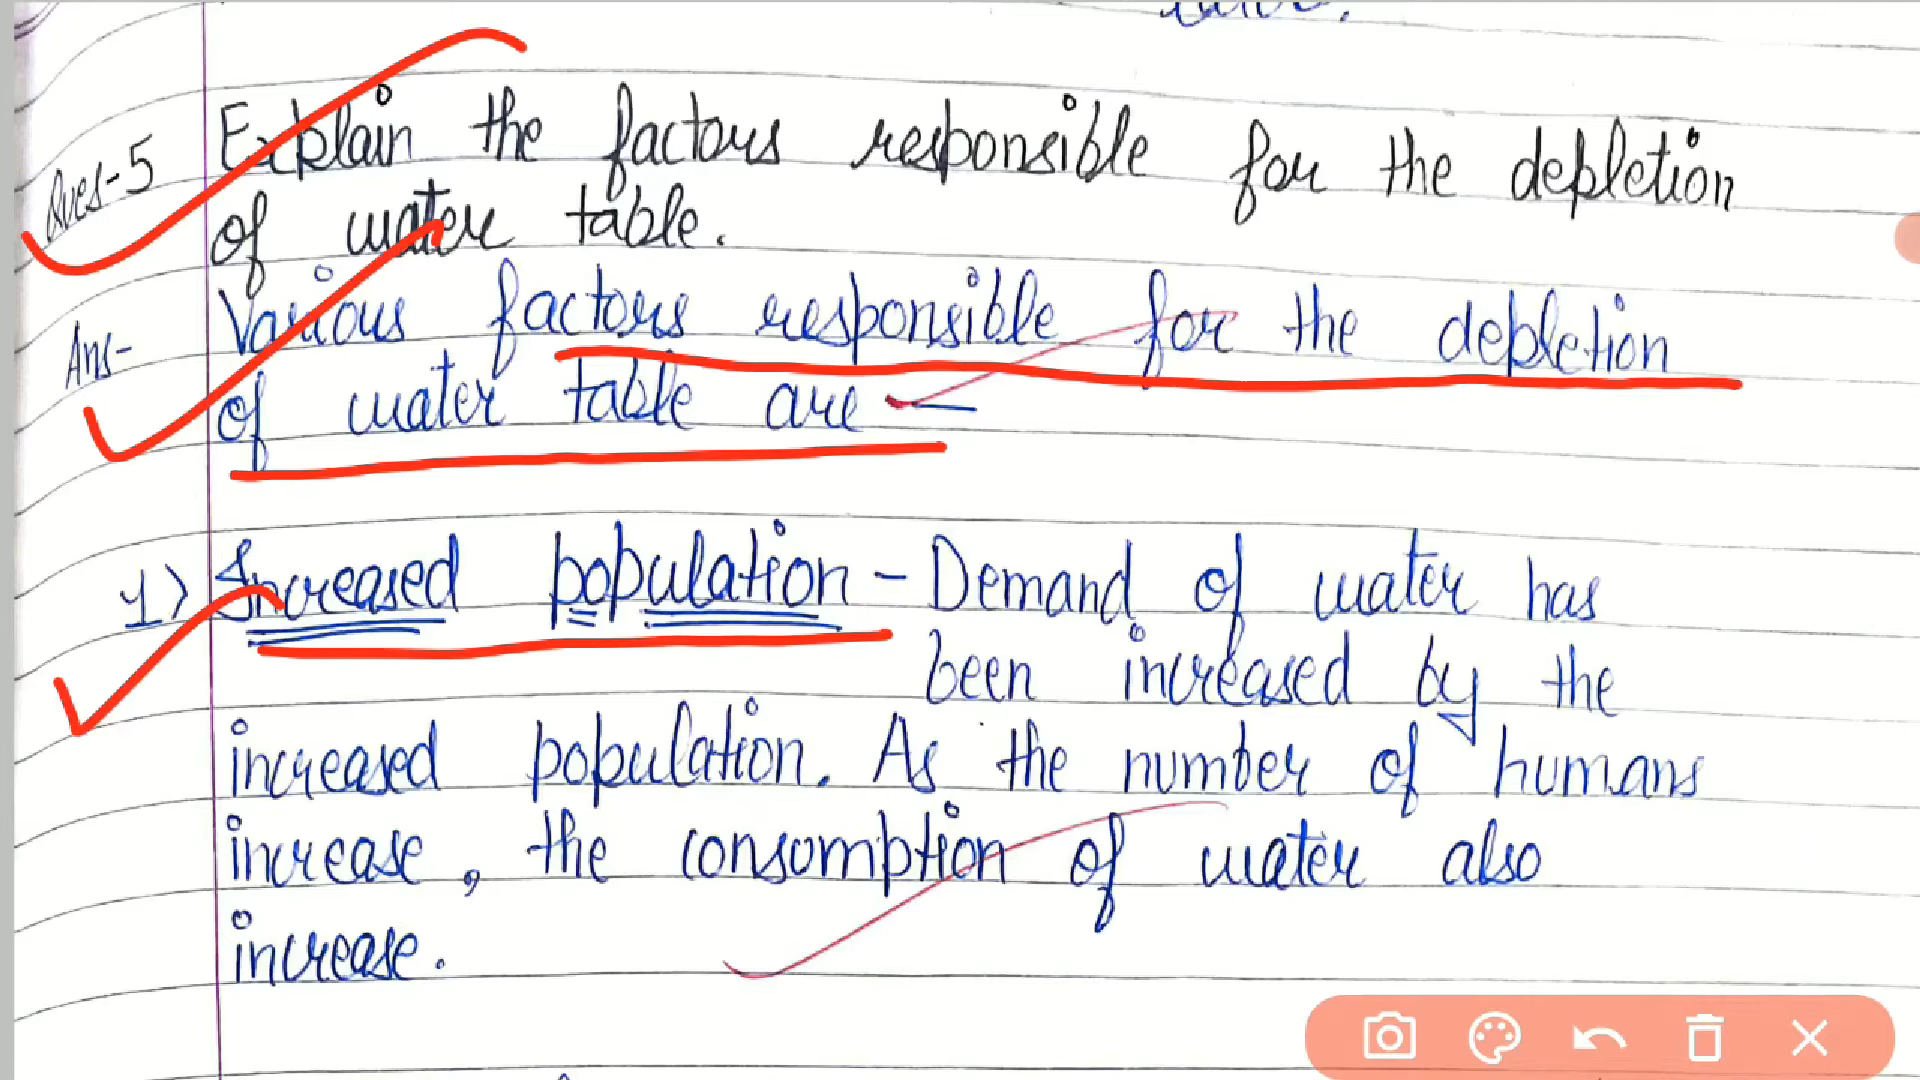 Ques-5 Explain the factors responsible for the depletion
of water table.
Ans- Various factors responsible for the depletion
of water table are —
1) Increased population - Demand of water has
been increased by the
increased population. As the number of humans
increase, the consomption of water also
increase.